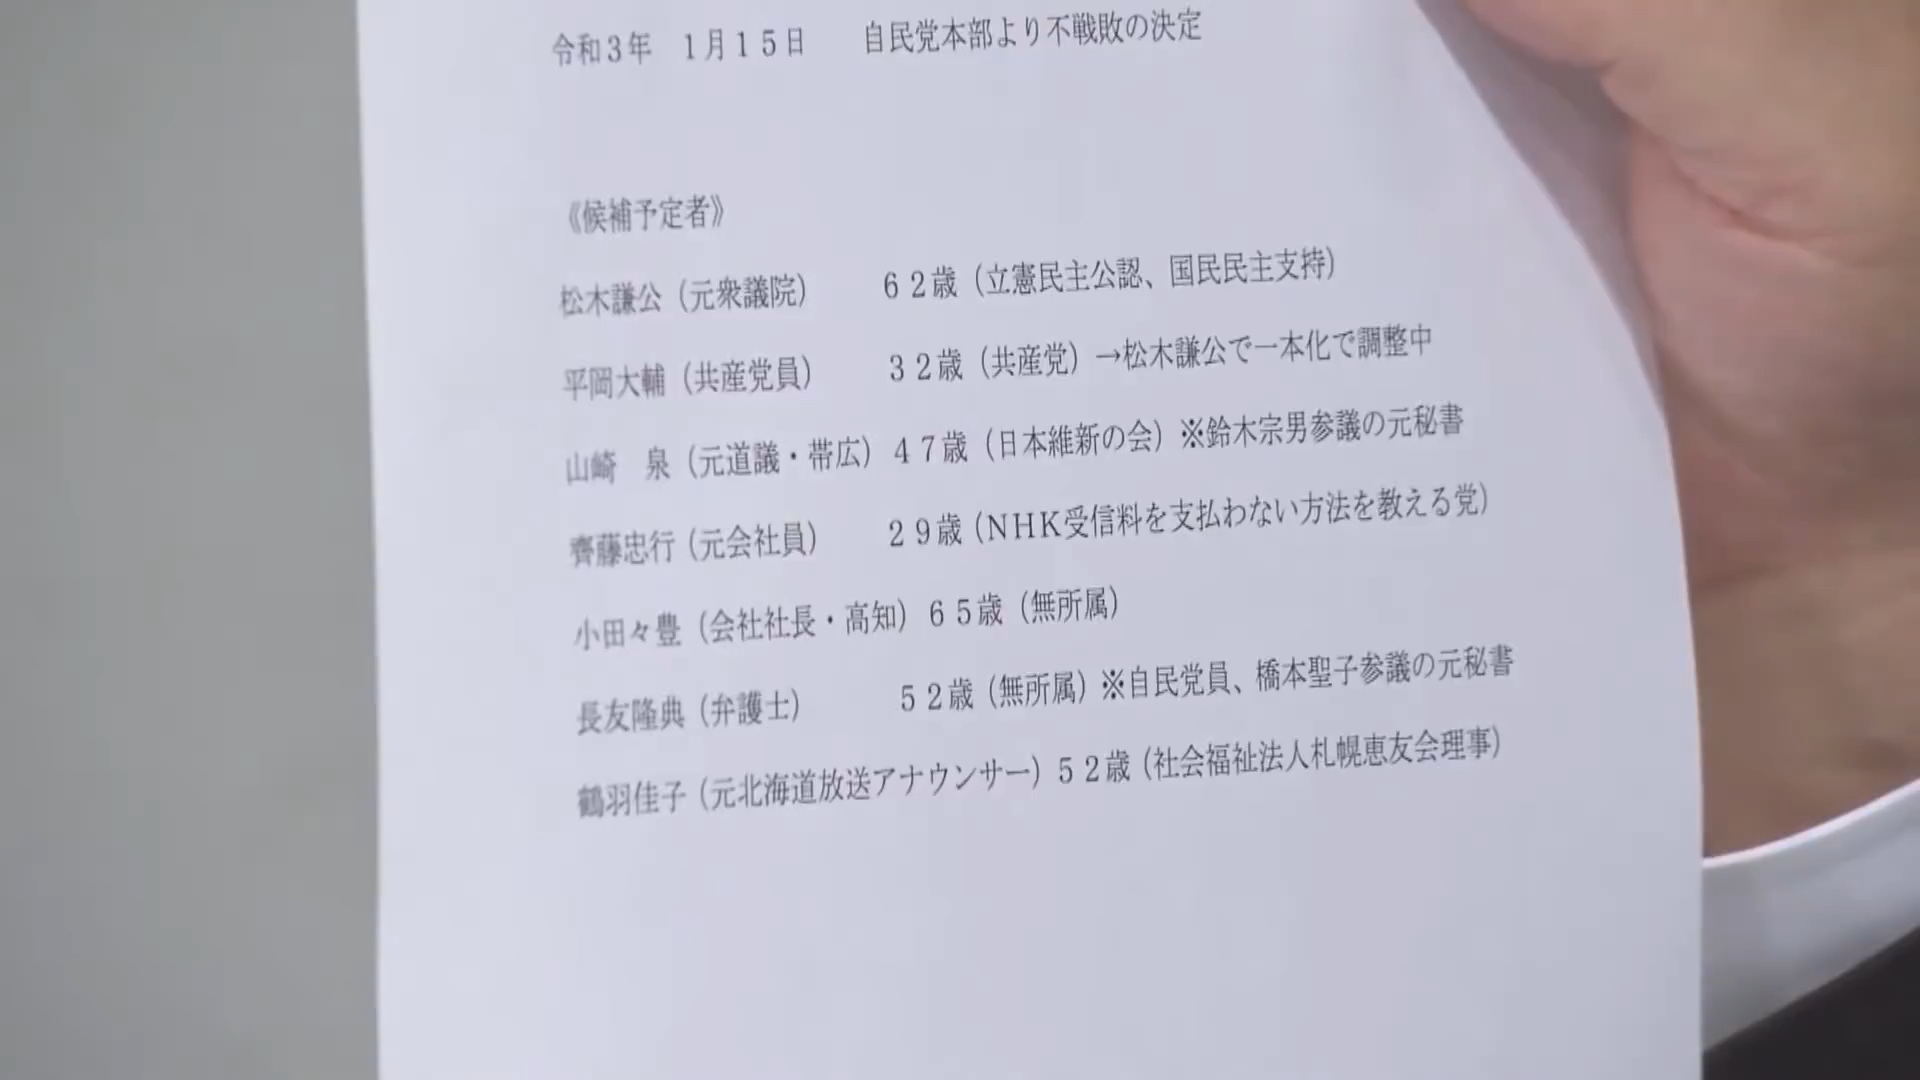 令和３年　１月１５日　　自民党本部より不戦敗の決定
《候補予定者》
松木謙公（元衆議院）　　６２歳（立憲民主公認、国民民主支持）
平岡大輔（共産党員）　　３２歳（共産党）→松木謙公で一本化で調整中
山崎　泉（元道議・帯広）４７歳（日本維新の会）※鈴木宗男参議の元秘書
齊藤忠行（元会社員）　　２９歳（ＮＨＫ受信料を支払わない方法を教える党）
小田々豊（会社社長・高知）６５歳（無所属）
長友隆典（弁護士）　　　５２歳（無所属）※自民党員、橋本聖子参議の元秘書
鶴羽佳子（元北海道放送アナウンサー）５２歳（社会福祉法人札幌恵友会理事）